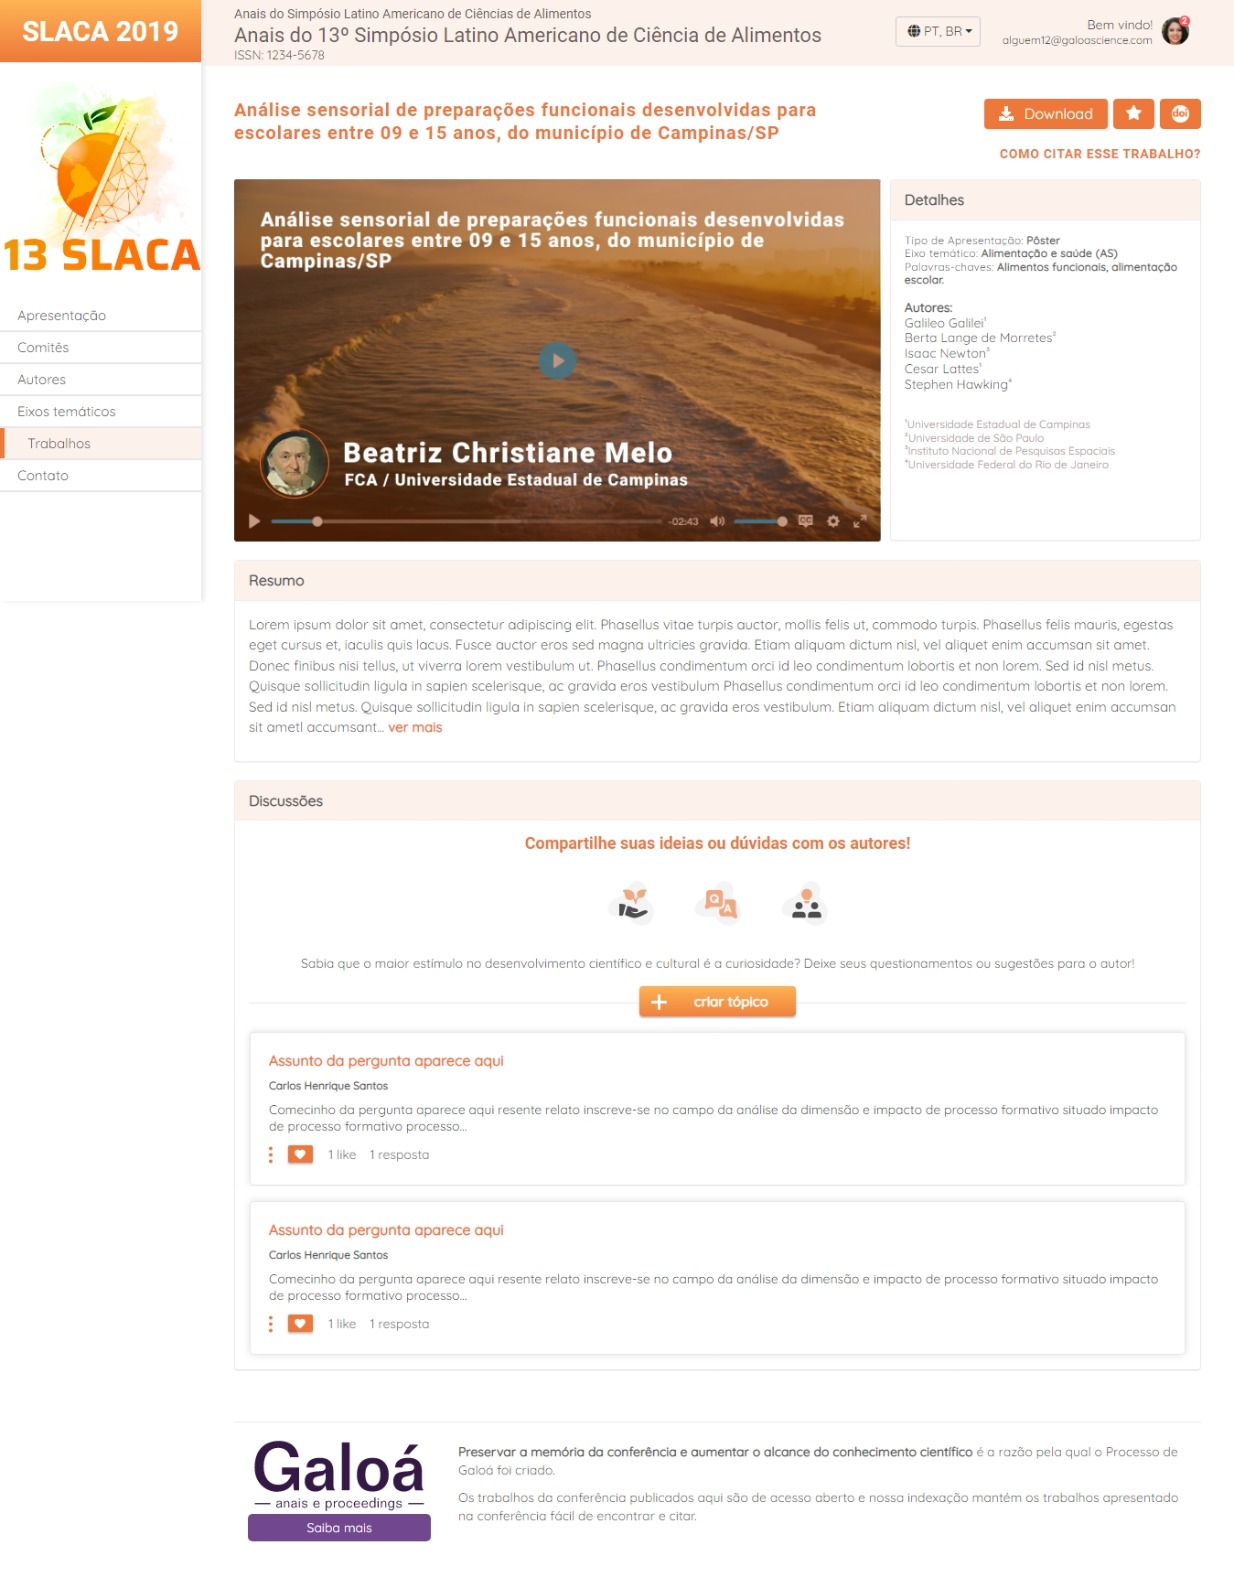 SLACA 2019
13 SLACA
Apresentação
Comitês
Autores
Eixos temáticos
Trabalhos
Contato
Anais do Simpósio Latino Americano de Ciências de Alimentos
Anais do 13º Simpósio Latino Americano de Ciência de Alimentos
ISSN: 1234-5678
PT, BR
Bem vindo!
alguem12@galoascience.com
2
Análise sensorial de preparações funcionais desenvolvidas para
escolares entre 09 e 15 anos, do município de Campinas/SP
Download
doi
COMO CITAR ESSE TRABALHO?
Análise sensorial de preparações funcionais desenvolvidas
para escolares entre 09 e 15 anos, do município de
Campinas/SP
Beatriz Christiane Melo
FCA / Universidade Estadual de Campinas
-02:43
CC
Detalhes
Tipo de Apresentação: Pôster
Eixo temático: Alimentação e saúde (AS)
Palavras-chaves: Alimentos funcionais, alimentação
escolar.
Autores:
Galileo Galilei¹
Berta Lange de Morretes²
Isaac Newton³
Cesar Lattes¹
Stephen Hawking⁴
¹Universidade Estadual de Campinas
²Universidade de São Paulo
³Instituto Nacional de Pesquisas Espaciais
⁴Universidade Federal do Rio de Janeiro
Resumo
Lorem ipsum dolor sit amet, consectetur adipiscing elit. Phasellus vitae turpis auctor, mollis felis ut, commodo turpis. Phasellus felis mauris, egestas
eget cursus et, iaculis quis lacus. Fusce auctor eros sed magna ultricies gravida. Etiam aliquam dictum nisl, vel aliquet enim accumsan sit amet.
Donec finibus nisi tellus, ut viverra lorem vestibulum ut. Phasellus condimentum orci id leo condimentum lobortis et non lorem. Sed id nisl metus.
Quisque sollicitudin ligula in sapien scelerisque, ac gravida eros vestibulum Phasellus condimentum orci id leo condimentum lobortis et non lorem.
Sed id nisl metus. Quisque sollicitudin ligula in sapien scelerisque, ac gravida eros vestibulum. Etiam aliquam dictum nisl, vel aliquet enim accumsan
sit ametl accumsant... ver mais
Discussões
Compartilhe suas ideias ou dúvidas com os autores!
Q A
Sabia que o maior estímulo no desenvolvimento científico e cultural é a curiosidade? Deixe seus questionamentos ou sugestões para o autor!
+ criar tópico
Assunto da pergunta aparece aqui
Carlos Henrique Santos
Comecinho da pergunta aparece aqui resente relato inscreve-se no campo da análise da dimensão e impacto de processo formativo situado impacto
de processo formativo processo...
1 like 1 resposta
Assunto da pergunta aparece aqui
Carlos Henrique Santos
Comecinho da pergunta aparece aqui resente relato inscreve-se no campo da análise da dimensão e impacto de processo formativo situado impacto
de processo formativo processo...
1 like 1 resposta
Galoá
anais e proceedings
Saiba mais
Preservar a memória da conferência e aumentar o alcance do conhecimento científico é a razão pela qual o Processo de
Galoá foi criado.
Os trabalhos da conferência publicados aqui são de acesso aberto e nossa indexação mantém os trabalhos apresentado
na conferência fácil de encontrar e citar.